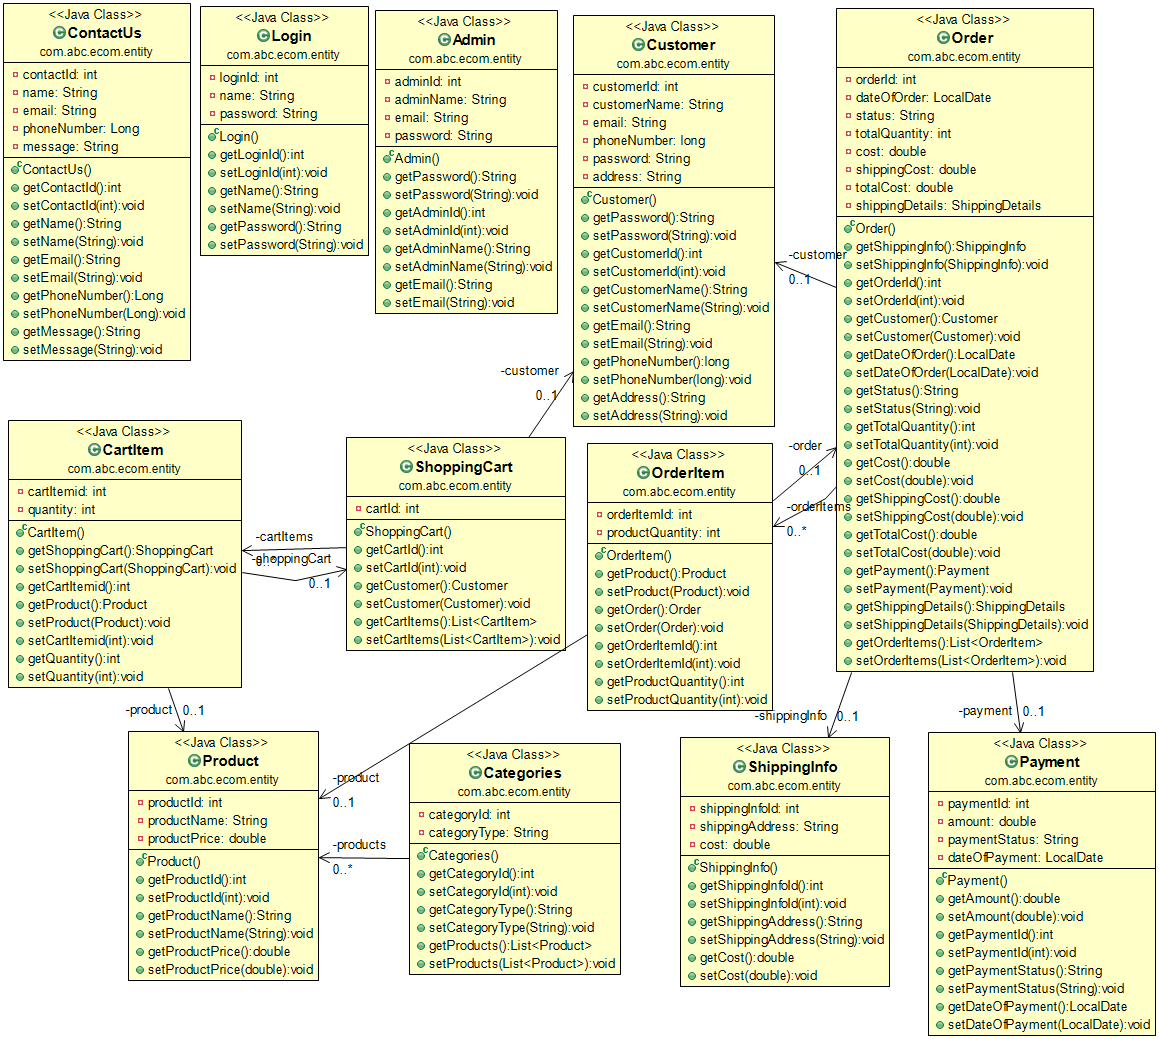 <<Java Class>>
ContactUs
com.abc.ecom.entity
contactId: int
name: String
email: String
phoneNumber: Long
message: String
ContactUs()
getContactId():int
setContactId(int):void
getName():String
setName(String):void
getEmail():String
setEmail(String):void
getPhoneNumber():Long
setPhoneNumber(Long):void
getMessage():String
setMessage(String):void
<<Java Class>>
Login
com.abc.ecom.entity
loginId: int
name: String
password: String
Login()
getLoginId():int
setLoginId(int):void
getName():String
setName(String):void
getPassword():String
setPassword(String):void
<<Java Class>>
Admin
com.abc.ecom.entity
adminId: int
adminName: String
email: String
password: String
Admin()
getPassword():String
setPassword(String):void
getAdminId():int
setAdminId(int):void
getAdminName():String
setAdminName(String):void
getEmail():String
setEmail(String):void
<<Java Class>>
Customer
com.abc.ecom.entity
customerId: int
customerName: String
email: String
phoneNumber: long
password: String
address: String
Customer()
getPassword():String
setPassword(String):void
getCustomerId():int
setCustomerId(int):void
getCustomerName():String
setCustomerName(String):void
getEmail():String
setEmail(String):void
getPhoneNumber():long
setPhoneNumber(long):void
getAddress():String
setAddress(String):void
<<Java Class>>
Order
com.abc.ecom.entity
orderId: int
dateOfOrder: LocalDate
status: String
totalQuantity: int
cost: double
shippingCost: double
totalCost: double
shippingDetails: ShippingDetails
Order()
getShippingInfo():ShippingInfo
setShippingInfo(ShippingInfo):void
getOrderId():int
setOrderId(int):void
getCustomer():Customer
setCustomer(Customer):void
getDateOfOrder():LocalDate
setDateOfOrder(LocalDate):void
getStatus():String
setStatus(String):void
getTotalQuantity():int
setTotalQuantity(int):void
getCost():double
setCost(double):void
getShippingCost():double
setShippingCost(double):void
getTotalCost():double
setTotalCost(double):void
getPayment():Payment
setPayment(Payment):void
getShippingDetails():ShippingDetails
setShippingDetails(ShippingDetails):void
getOrderItems():List<OrderItem>
setOrderItems(List<OrderItem>):void
-customer
0..1
-customer
0..1
<<Java Class>>
CartItem
com.abc.ecom.entity
cartItemid: int
quantity: int
CartItem()
getShoppingCart():ShoppingCart
setShoppingCart(ShoppingCart):void
getCartItemid():int
getProduct():Product
setProduct(Product):void
setCartItemid(int):void
getQuantity():int
setQuantity(int):void
-cartItems
0..*
-shoppingCart
0..1
<<Java Class>>
ShoppingCart
com.abc.ecom.entity
cartId: int
ShoppingCart()
getCartId():int
setCartId(int):void
getCustomer():Customer
setCustomer(Customer):void
getCartItems():List<CartItem>
setCartItems(List<CartItem>):void
<<Java Class>>
OrderItem
com.abc.ecom.entity
orderItemId: int
productQuantity: int
OrderItem()
getProduct():Product
setProduct(Product):void
getOrder():Order
setOrder(Order):void
getOrderItemId():int
setOrderItemId(int):void
getProductQuantity():int
setProductQuantity(int):void
-order
0..1
-orderItems
0..*
-product 0..1
-shippingInfo 0..1
-payment 0..1
<<Java Class>>
Product
com.abc.ecom.entity
productId: int
productName: String
productPrice: double
Product()
getProductId():int
setProductId(int):void
getProductName():String
setProductName(String):void
getProductPrice():double
setProductPrice(double):void
-product
0..1
-products
0..*
<<Java Class>>
Categories
com.abc.ecom.entity
categoryId: int
categoryType: String
Categories()
getCategoryId():int
setCategoryId(int):void
getCategoryType():String
setCategoryType(String):void
getProducts():List<Product>
setProducts(List<Product>):void
<<Java Class>>
ShippingInfo
com.abc.ecom.entity
shippingInfoId: int
shippingAddress: String
cost: double
ShippingInfo()
getShippingInfoId():int
setShippingInfoId(int):void
getShippingAddress():String
setShippingAddress(String):void
getCost():double
setCost(double):void
<<Java Class>>
Payment
com.abc.ecom.entity
paymentId: int
amount: double
paymentStatus: String
dateOfPayment: LocalDate
Payment()
getAmount():double
setAmount(double):void
getPaymentId():int
setPaymentId(int):void
getPaymentStatus():String
setPaymentStatus(String):void
getDateOfPayment():LocalDate
setDateOfPayment(LocalDate):void